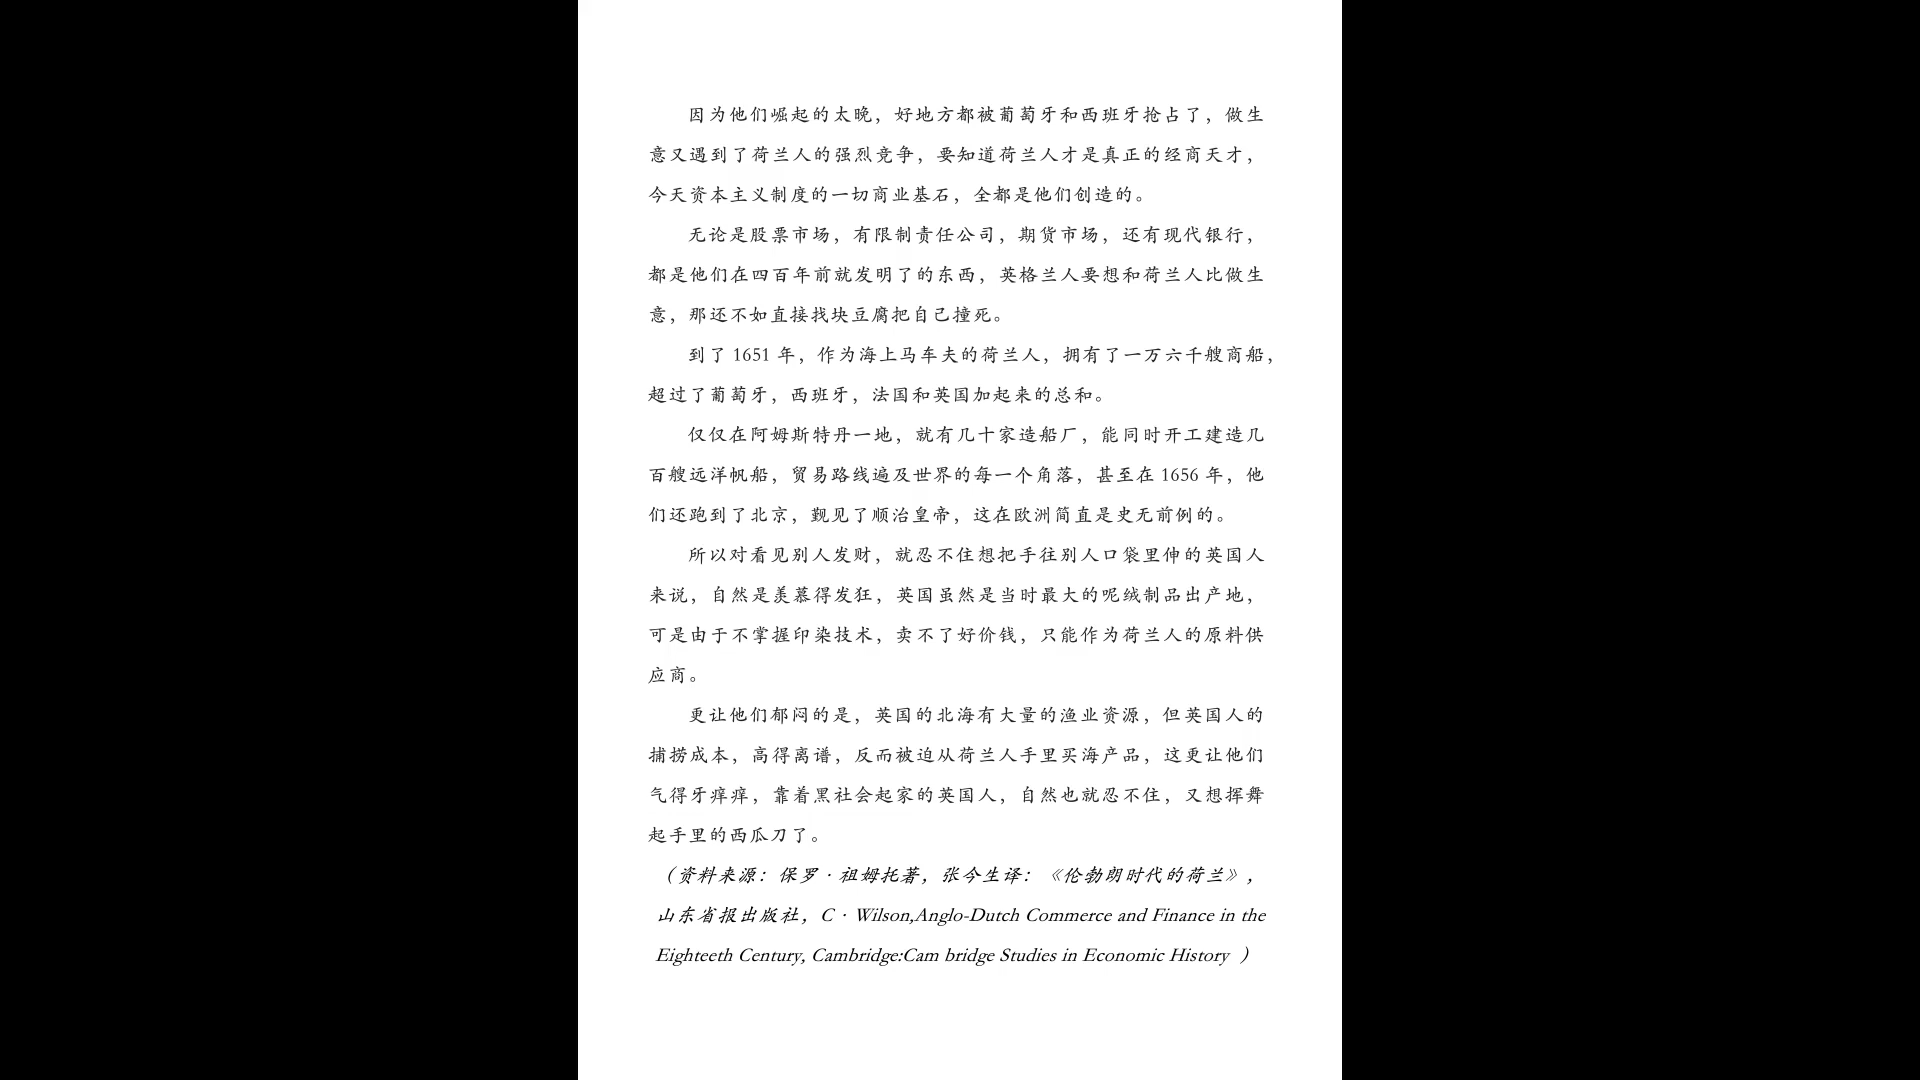 因为他们崛起的太晚，好地方都被葡萄牙和西班牙抢占了，做生
意又遇到了荷兰人的强烈竞争，要知道荷兰人才是真正的经商天才，
今天资本主义制度的一切商业基石，全都是他们创造的。
无论是股票市场，有限制责任公司，期货市场，还有现代银行，
都是他们在四百年前就发明了的东西，英格兰人要想和荷兰人比做生
意，那还不如直接找块豆腐把自己撞死。
到了 1651 年，作为海上马车夫的荷兰人，拥有了一万六千艘商船，
超过了葡萄牙，西班牙，法国和英国加起来的总和。
仅仅在阿姆斯特丹一地，就有几十家造船厂，能同时开工建造几
百艘远洋帆船，贸易路线遍及世界的每一个角落，甚至在 1656 年，他
们还跑到了北京，觐见了顺治皇帝，这在欧洲简直是史无前例的。
所以对看见别人发财，就忍不住想把手往别人口袋里伸的英国人
来说，自然是羡慕得发狂，英国虽然是当时最大的呢绒制品出产地，
可是由于不掌握印染技术，卖不了好价钱，只能作为荷兰人的原料供
应商。
更让他们郁闷的是，英国的北海有大量的渔业资源，但英国人的
捕捞成本，高得离谱，反而被迫从荷兰人手里买海产品，这更让他们
气得牙痒痒，靠着黑社会起家的英国人，自然也就忍不住，又想挥舞
起手里的西瓜刀了。
（资料来源：保罗·祖姆托著，张今生译：《伦勃朗时代的荷兰》，
山东省报出版社，C · Wilson,Anglo-Dutch Commerce and Finance in the
Eighteeth Century, Cambridge:Cam bridge Studies in Economic History ）